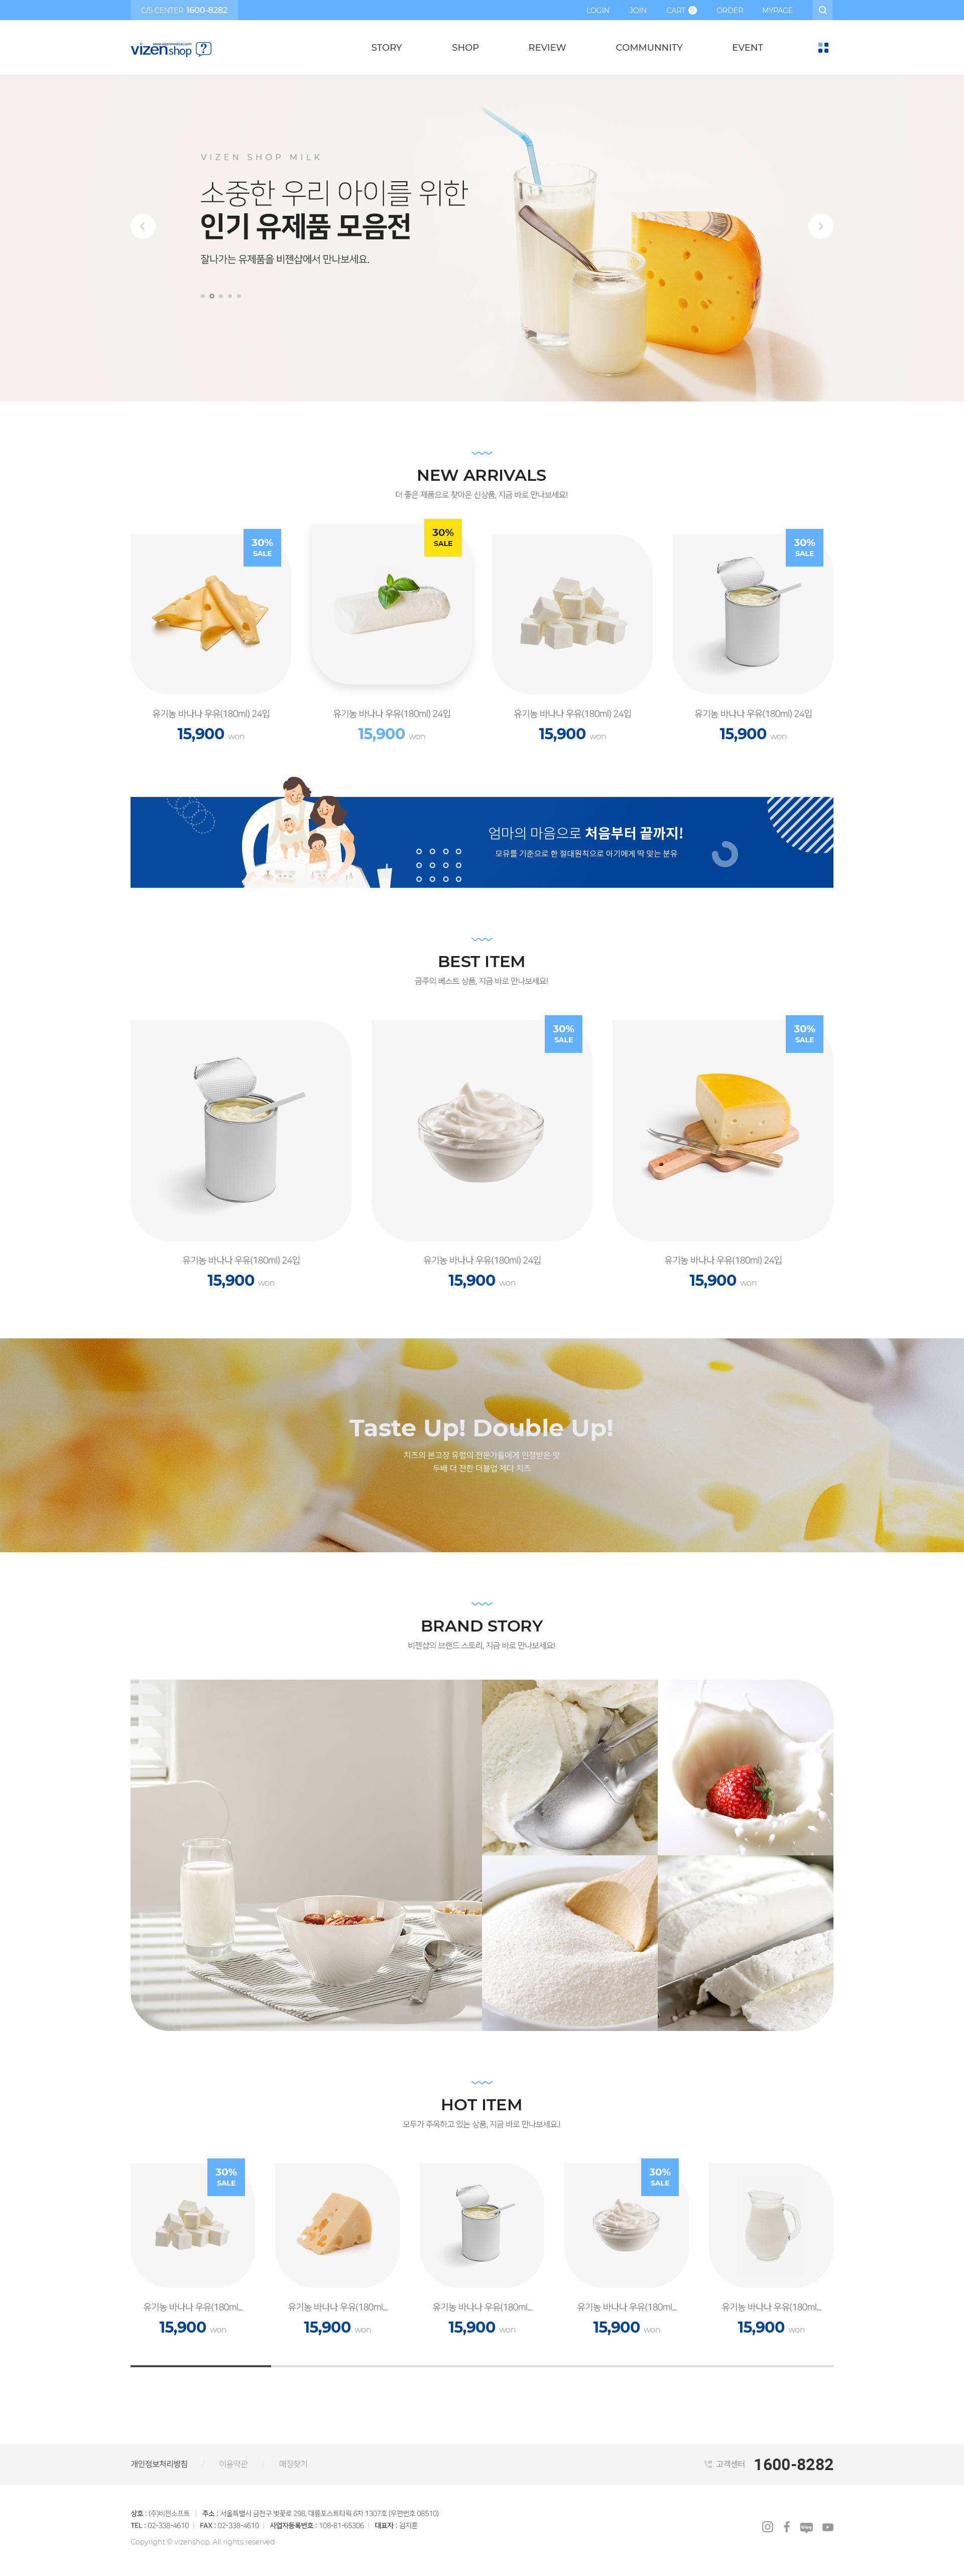 C/S CENTER 1600-8282
LOGIN JOIN CART 0 ORDER MYPAGE
vizenshop ?
STORY SHOP REVIEW COMMUNNITY EVENT
VIZEN SHOP MILK
소중한 우리 아이를 위한
인기 유제품 모음전
잘나가는 유제품을 비젠샵에서 만나보세요.
NEW ARRIVALS
더 좋은 제품으로 찾아온 신상품, 지금 바로 만나보세요!
30% SALE
30% SALE
30% SALE
유기농 바나나 우유(180ml) 24입
15,900 won
유기농 바나나 우유(180ml) 24입
15,900 won
유기농 바나나 우유(180ml) 24입
15,900 won
유기농 바나나 우유(180ml) 24입
15,900 won
엄마의 마음으로 처음부터 끝까지!
모유를 기준으로 한 절대원칙으로 아기에게 딱 맞는 분유
BEST ITEM
금주의 베스트 상품, 지금 바로 만나보세요!
30% SALE
30% SALE
유기농 바나나 우유(180ml) 24입
15,900 won
유기농 바나나 우유(180ml) 24입
15,900 won
유기농 바나나 우유(180ml) 24입
15,900 won
Taste Up! Double Up!
치즈의 본고장 유럽의 전문가들에게 인정받은 맛
두배 더 진한 더블업 체다 치즈
BRAND STORY
비젠샵의 브랜드 스토리, 지금 바로 만나보세요!
HOT ITEM
모두가 주목하고 있는 상품, 지금 바로 만나보세요.!
30% SALE
30% SALE
유기농 바나나 우유(180ml...
15,900 won
유기농 바나나 우유(180ml...
15,900 won
유기농 바나나 우유(180ml...
15,900 won
유기농 바나나 우유(180ml...
15,900 won
유기농 바나나 우유(180ml...
15,900 won
개인정보처리방침 / 이용약관 / 매장찾기
고객센터 1600-8282
상호 : (주)비젠소프트 | 주소 : 서울특별시 금천구 벚꽃로 298, 대륭포스트타워 6차 1307호 (우편번호 08510)
TEL : 02-338-4610 | FAX : 02-338-4610 | 사업자등록번호 : 108-81-65306 | 대표자 : 김지훈
Copyright © vizenshop. All rights reserved